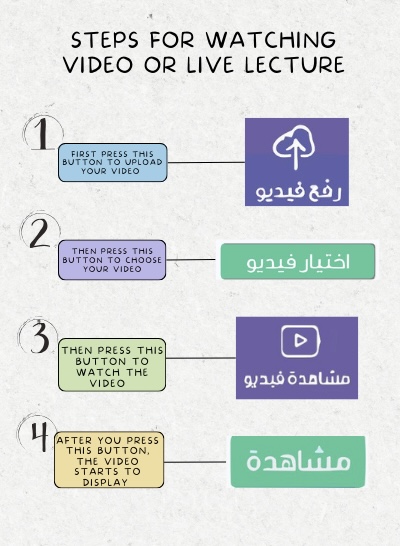 STEPS FOR WATCHING
VIDEO OR LIVE LECTURE
1
FIRST PRESS THIS
BUTTON TO UPLOAD
YOUR VIDEO
رفع فيديو
2
THEN PRESS THIS
BUTTON TO CHOOSE
YOUR VIDEO
اختيار فيديو
3
THEN PRESS THIS
BUTTON TO
WATCH THE
VIDEO
مشاهدة فيديو
4
AFTER YOU PRESS
THIS BUTTON,
THE VIDEO
STARTS TO
DISPLAY
مشاهدة